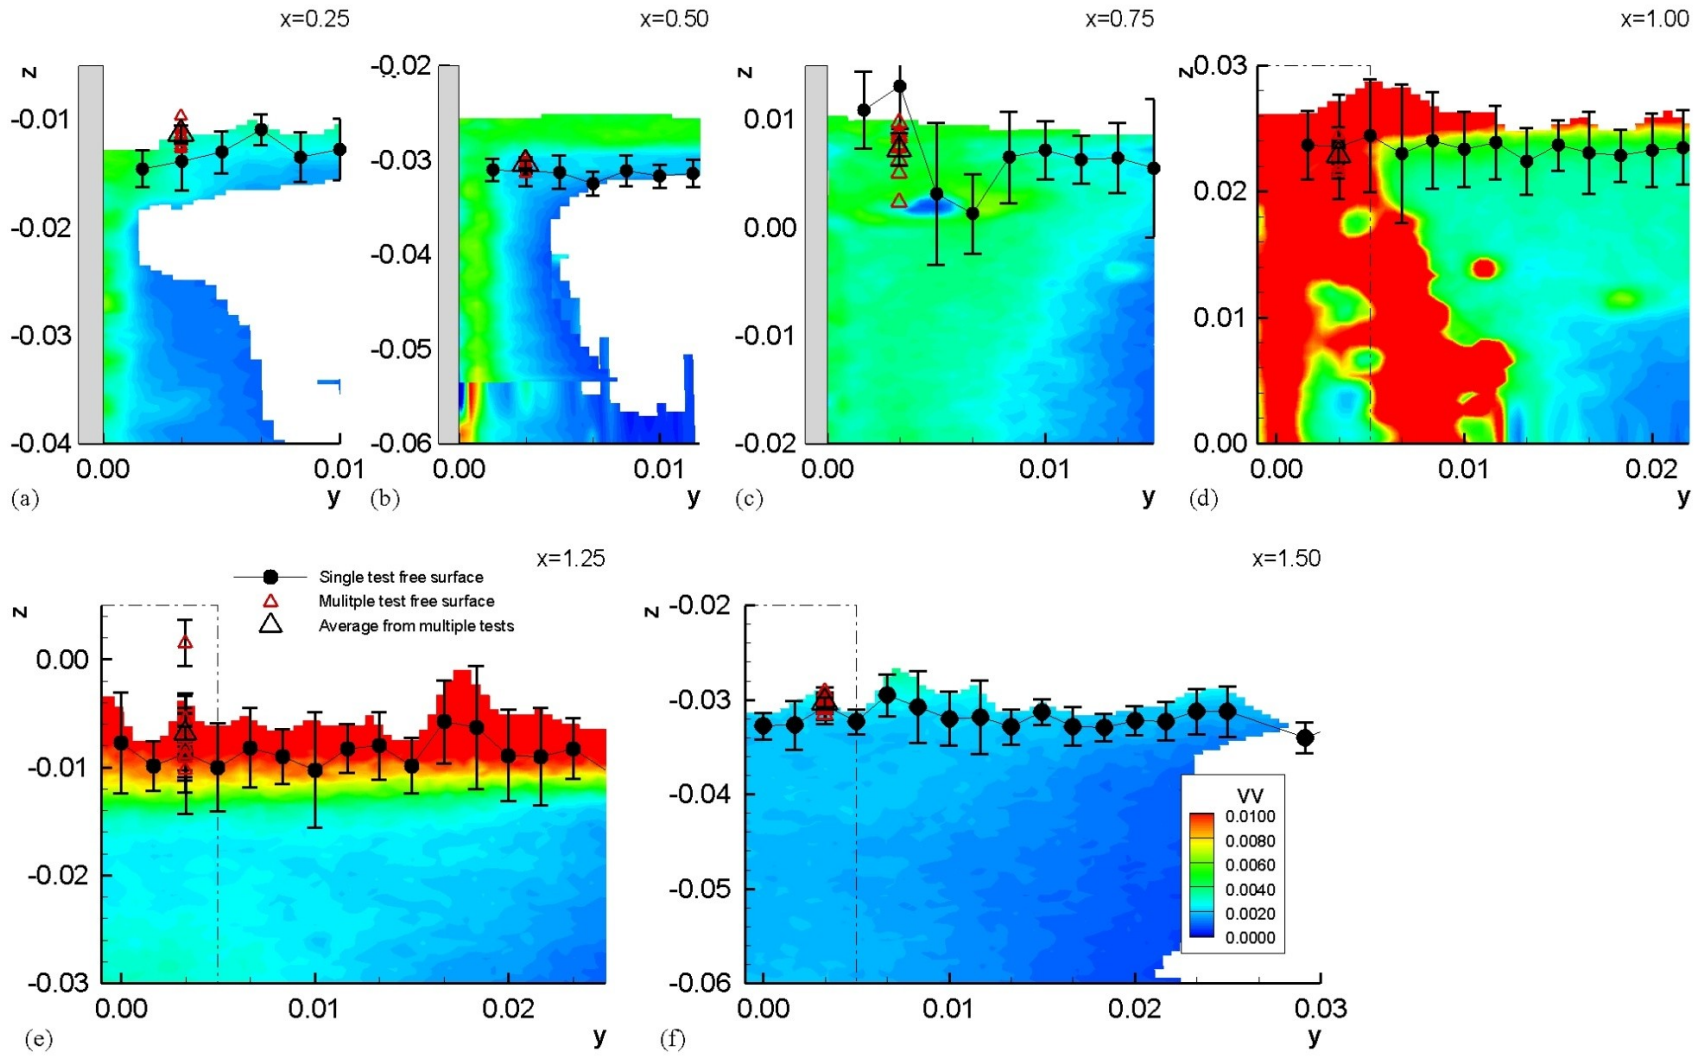 x=0.25
x=0.50
x=0.75
x=1.00
z
-0.01
-0.02
-0.03
-0.04
0.00
0.01
y
(a)
-0.02
-0.03
-0.04
-0.05
-0.06
0.00
0.01
y
(b)
z
0.01
0.00
-0.01
-0.02
0.00
0.01
y
(c)
z
0.03
0.02
0.01
0.00
0.00
0.01
0.02
y
(d)
x=1.25
Single test free surface
Mulitple test free surface
Average from multiple tests
z
0.00
-0.01
-0.02
-0.03
0.00
0.01
0.02
y
(e)
x=1.50
z
-0.02
-0.03
-0.04
-0.05
-0.06
0.00
0.01
0.02
0.03
y
(f)
VV
0.0100
0.0080
0.0060
0.0040
0.0020
0.0000